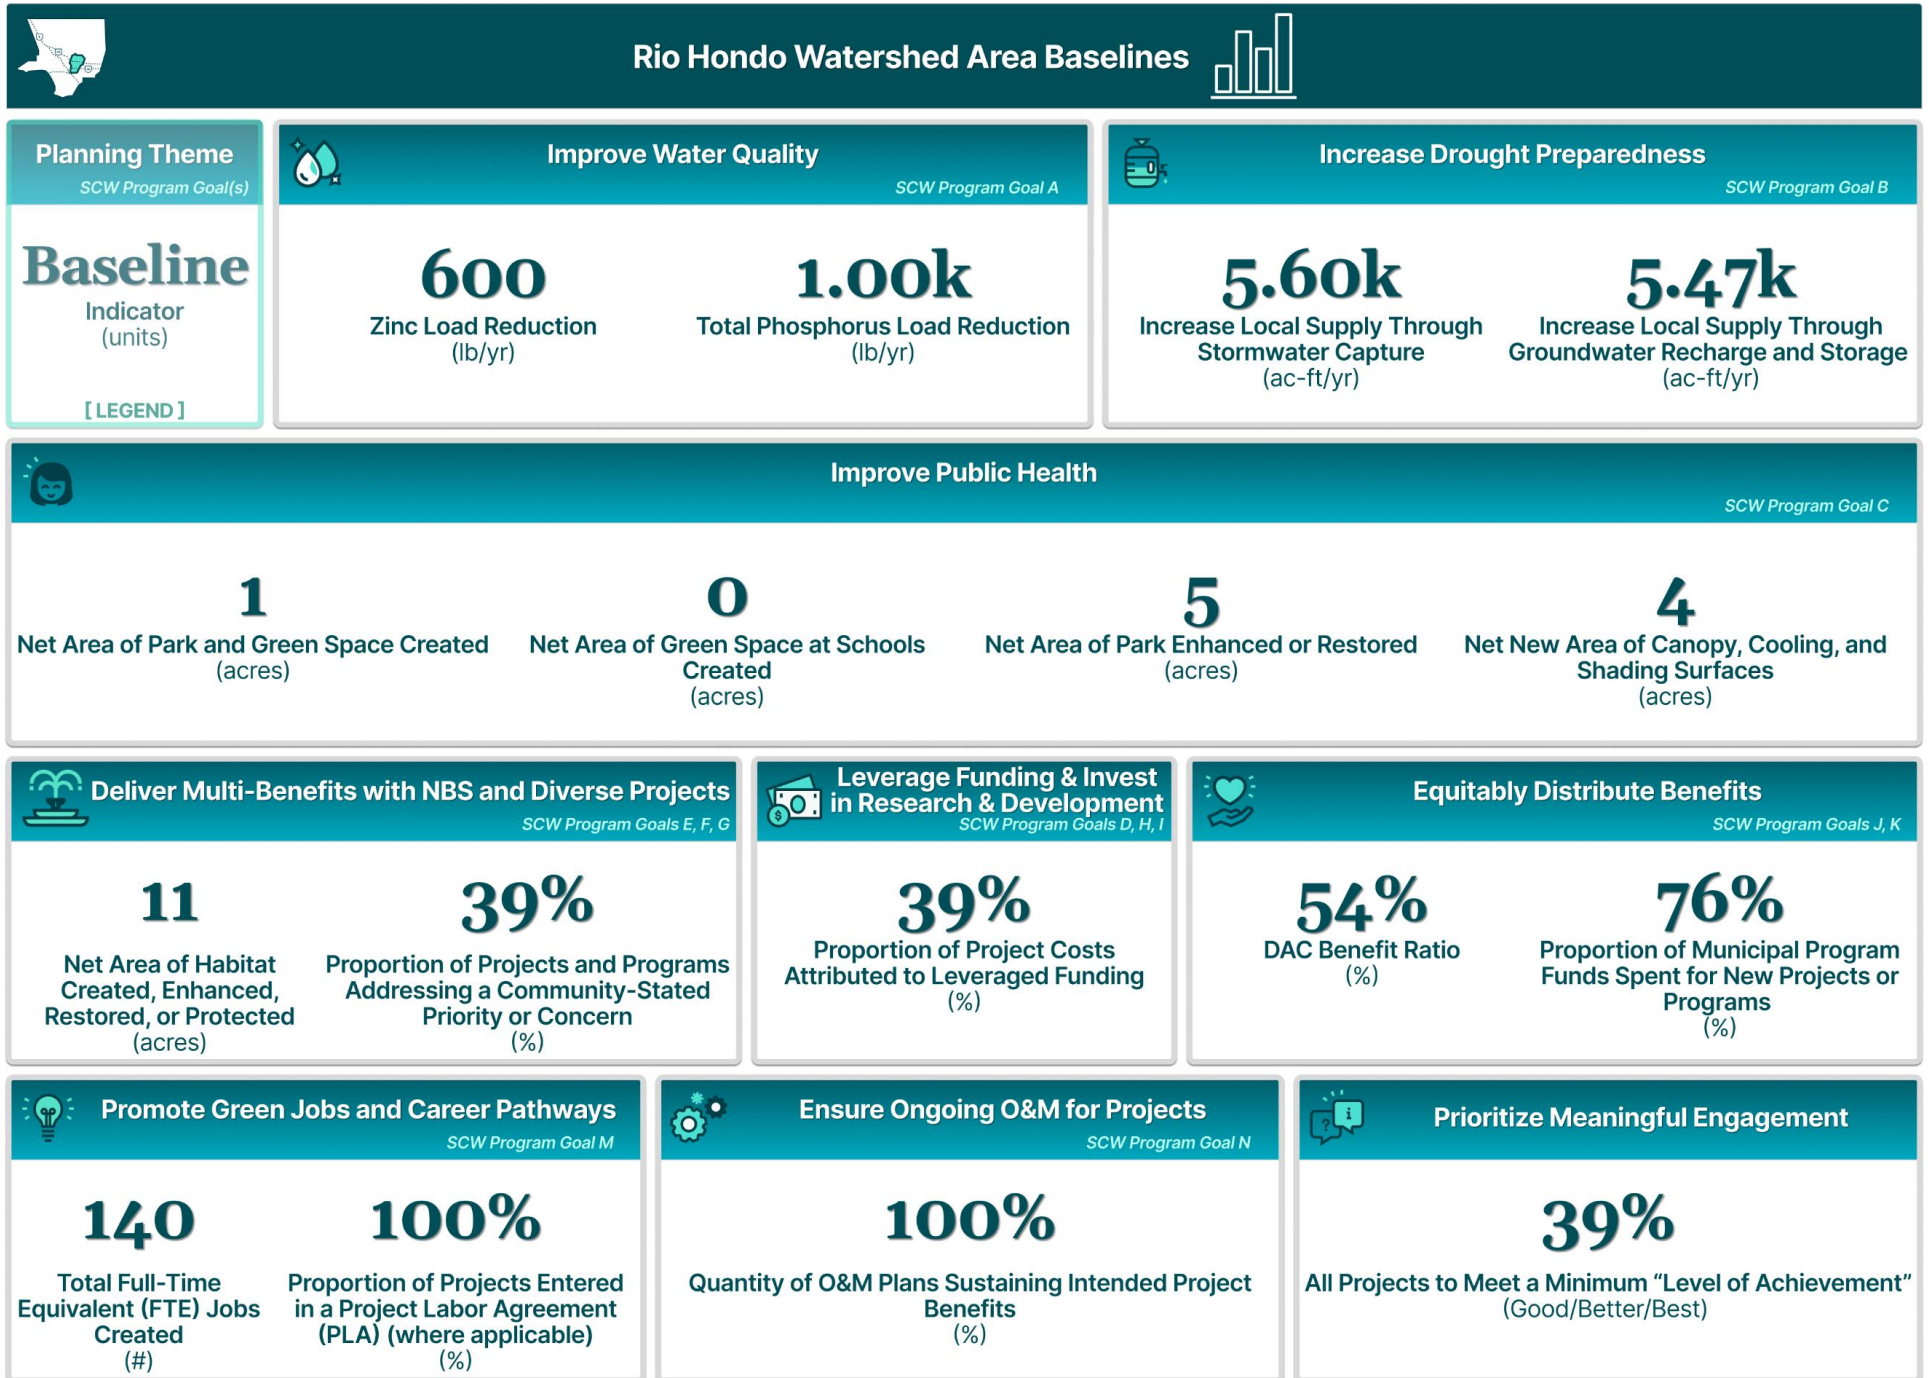 Rio Hondo Watershed Area Baselines
Planning Theme
SCW Program Goal(s)
Baseline
Indicator
(units)
[ LEGEND ]
Improve Water Quality
SCW Program Goal A
600
Zinc Load Reduction
(lb/yr)
1.00k
Total Phosphorus Load Reduction
(lb/yr)
Increase Drought Preparedness
SCW Program Goal B
5.60k
Increase Local Supply Through
Stormwater Capture
(ac-ft/yr)
5.47k
Increase Local Supply Through
Groundwater Recharge and Storage
(ac-ft/yr)
Improve Public Health
SCW Program Goal C
1
Net Area of Park and Green Space Created
(acres)
0
Net Area of Green Space at Schools
Created
(acres)
5
Net Area of Park Enhanced or Restored
(acres)
4
Net New Area of Canopy, Cooling, and
Shading Surfaces
(acres)
Deliver Multi-Benefits with NBS and Diverse Projects
SCW Program Goals E, F, G
11
Net Area of Habitat
Created, Enhanced,
Restored, or Protected
(acres)
39%
Proportion of Projects and Programs
Addressing a Community-Stated
Priority or Concern
(%)
Leverage Funding & Invest
in Research & Development
SCW Program Goals D, H, I
39%
Proportion of Project Costs
Attributed to Leveraged Funding
(%)
Equitably Distribute Benefits
SCW Program Goals J, K
54%
DAC Benefit Ratio
(%)
76%
Proportion of Municipal Program
Funds Spent for New Projects or
Programs
(%)
Promote Green Jobs and Career Pathways
SCW Program Goal M
140
Total Full-Time
Equivalent (FTE) Jobs
Created
(#)
100%
Proportion of Projects Entered
in a Project Labor Agreement
(PLA) (where applicable)
(%)
Ensure Ongoing O&M for Projects
SCW Program Goal N
100%
Quantity of O&M Plans Sustaining Intended Project
Benefits
(%)
Prioritize Meaningful Engagement
39%
All Projects to Meet a Minimum “Level of Achievement”
(Good/Better/Best)